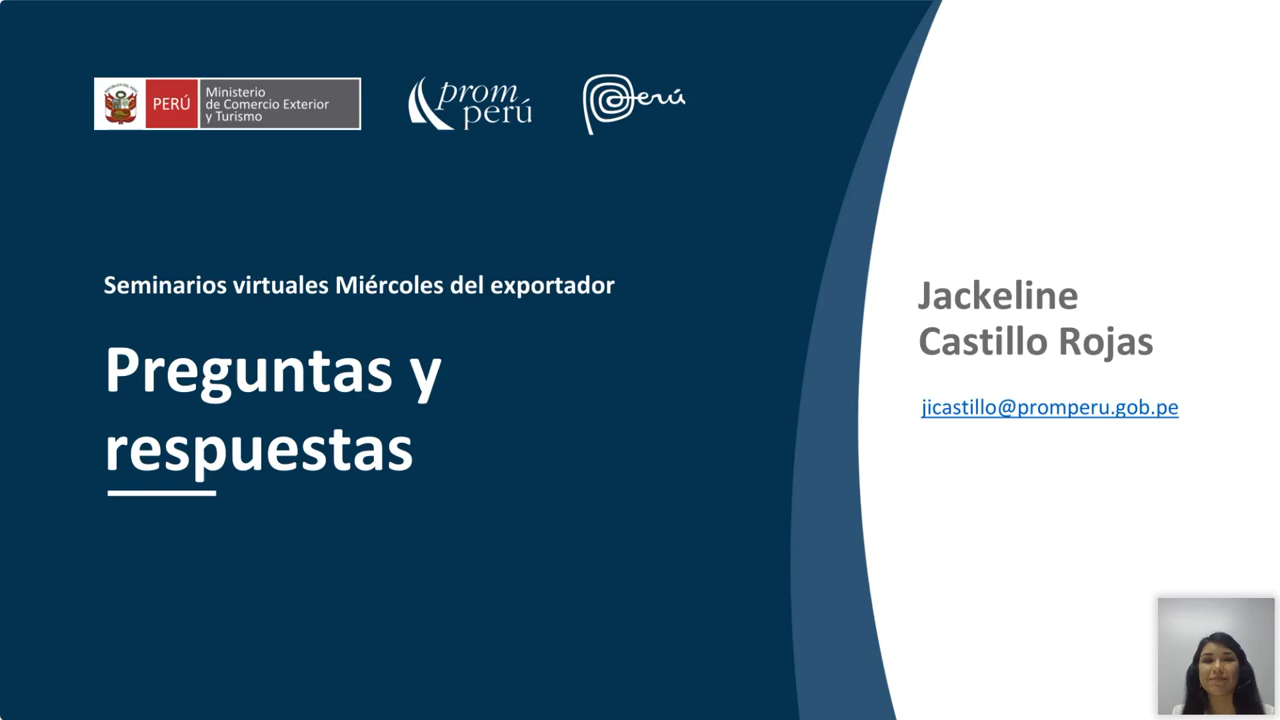 PERÚ
Ministerio
de Comercio Exterior
y Turismo
prom
perú
Perú
Seminarios virtuales Miércoles del exportador
Preguntas y
respuestas
Jackeline
Castillo Rojas
jicastillo@promperu.gob.pe